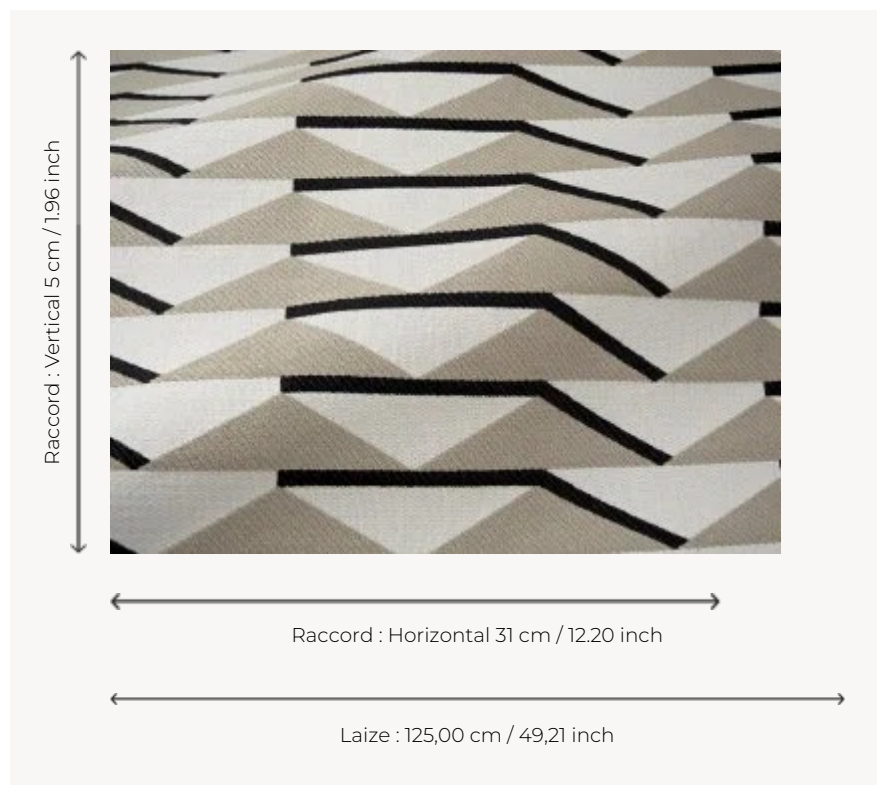 Raccord : Vertical 5 cm / 1.96 inch
Raccord : Horizontal 31 cm / 12.20 inch
Laize : 125,00 cm / 49,21 inch